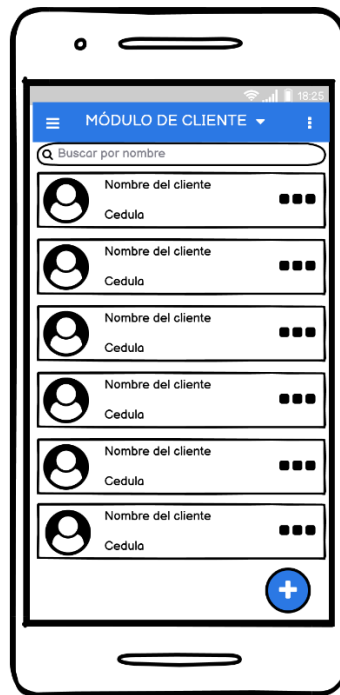 18:25
MÓDULO DE CLIENTE
Buscar por nombre
Nombre del cliente
Cedula
Nombre del cliente
Cedula
Nombre del cliente
Cedula
Nombre del cliente
Cedula
Nombre del cliente
Cedula
Nombre del cliente
Cedula